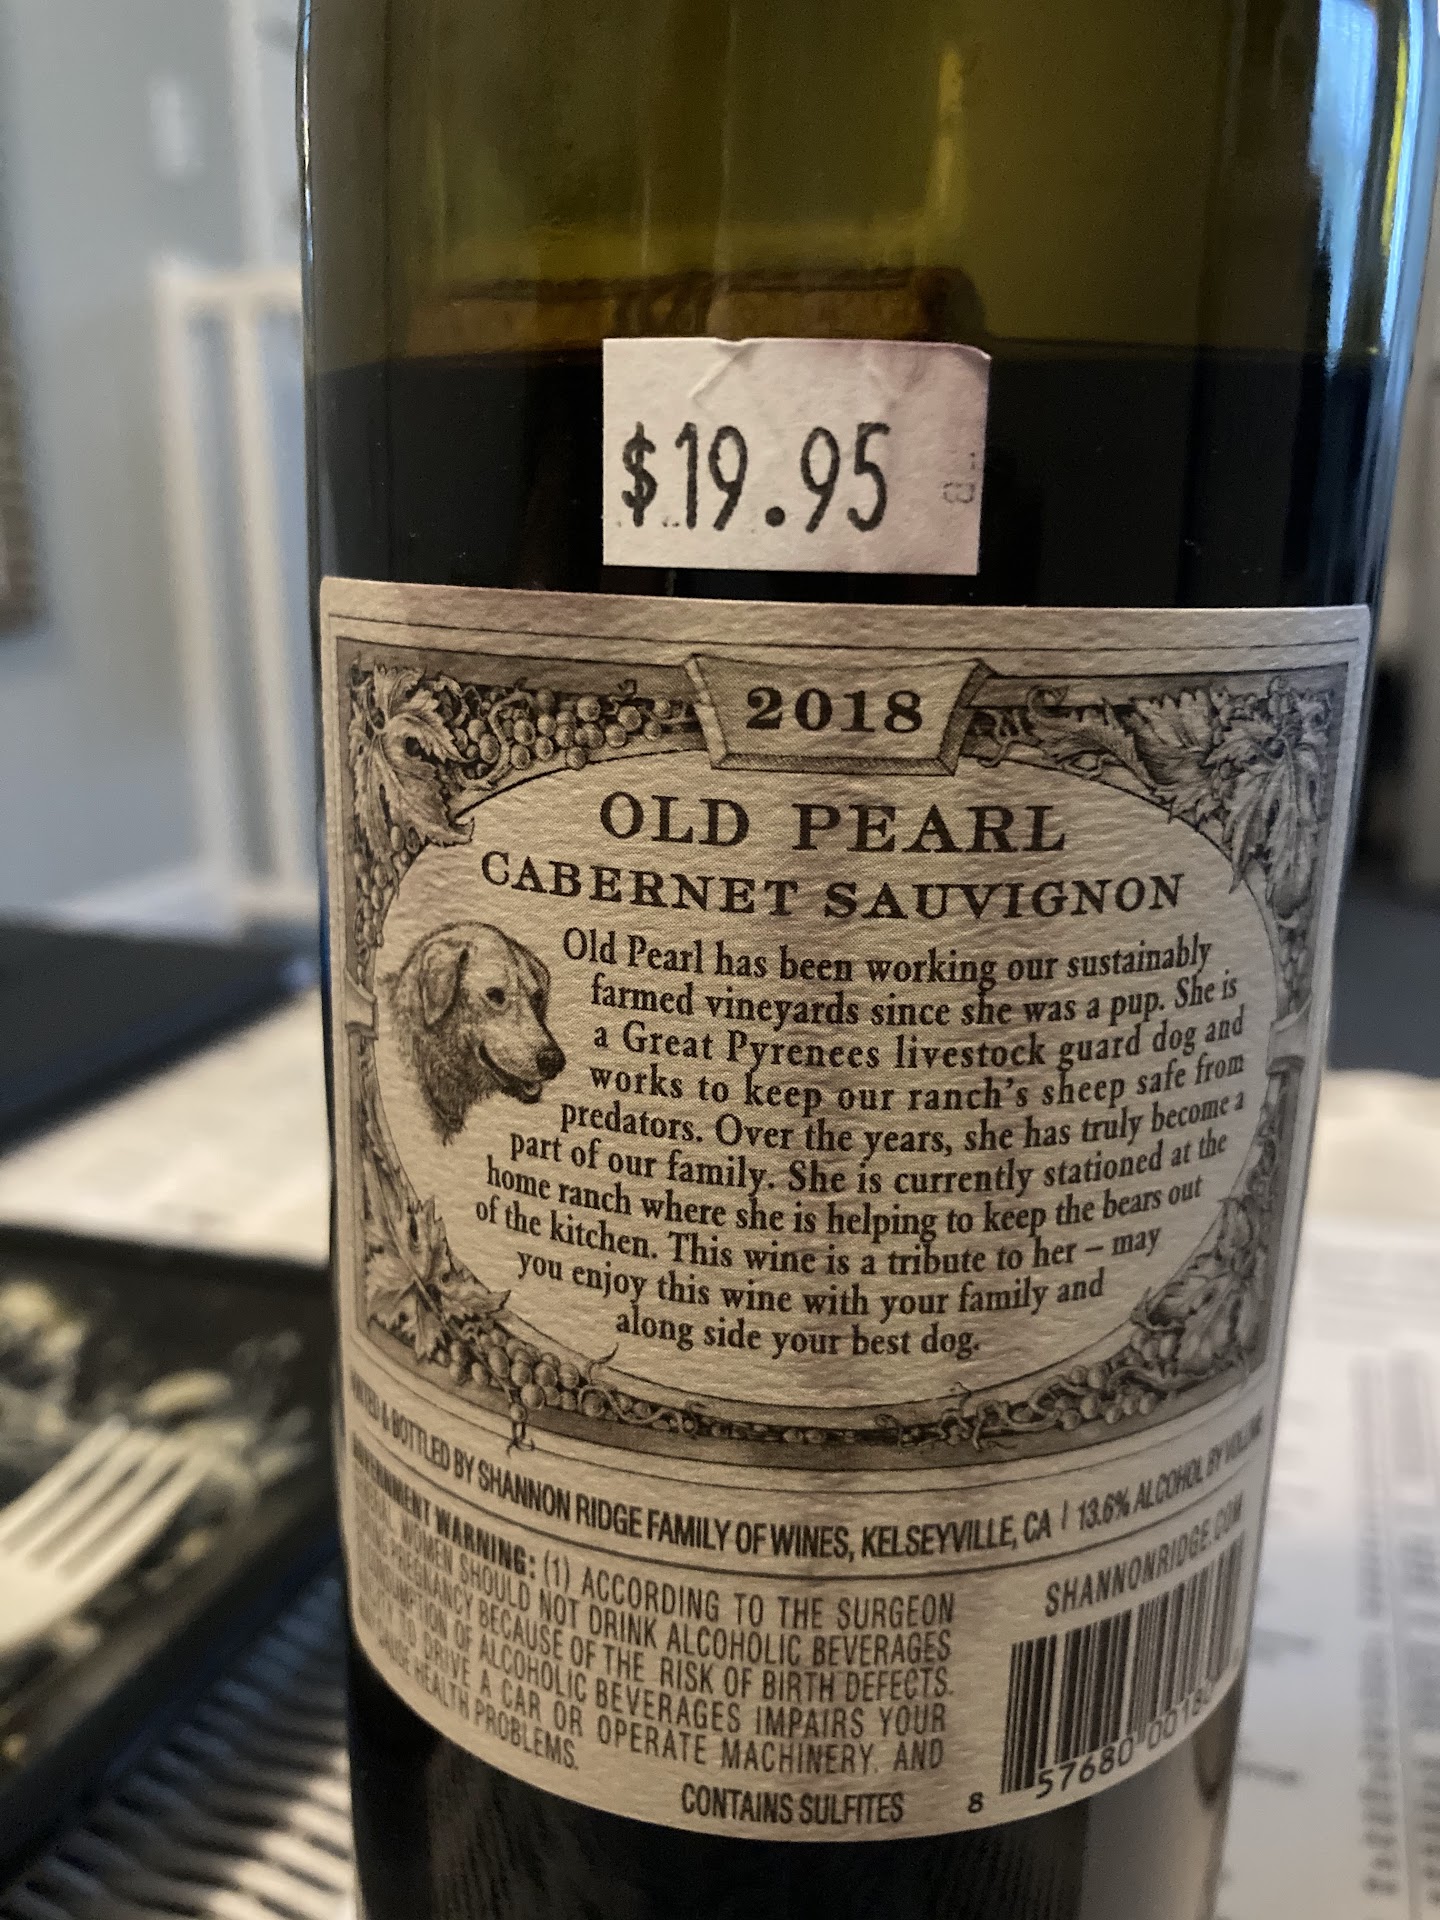 $19.95
2018
OLD PEARL
CABERNET SAUVIGNON
Old Pearl has been working our sustainably
farmed vineyards since she was a pup. She is
a Great Pyrenees livestock guard dog and
works to keep our ranch's sheep safe from
predators. Over the years, she has truly become a
part of our family. She is currently stationed at the
home ranch where she is helping to keep the bears out
of the kitchen. This wine is a tribute to her – may
you enjoy this wine with your family and
along side your best dog.
& BOTTLED BY SHANNON RIDGE FAMILY OF WINES, KELSEYVILLE, CA | 13.6% ALCOHOL BY VOLUME
GOVERNMENT WARNING: (1) ACCORDING TO THE SURGEON
WOMEN SHOULD NOT DRINK ALCOHOLIC BEVERAGES
PREGNANCY BECAUSE OF THE RISK OF BIRTH DEFECTS.
OF ALCOHOLIC BEVERAGES IMPAIRS YOUR
TO DRIVE A CAR OR OPERATE MACHINERY, AND
HEALTH PROBLEMS.
CONTAINS SULFITES
SHANNONRIDGE.COM
8 57680 0018